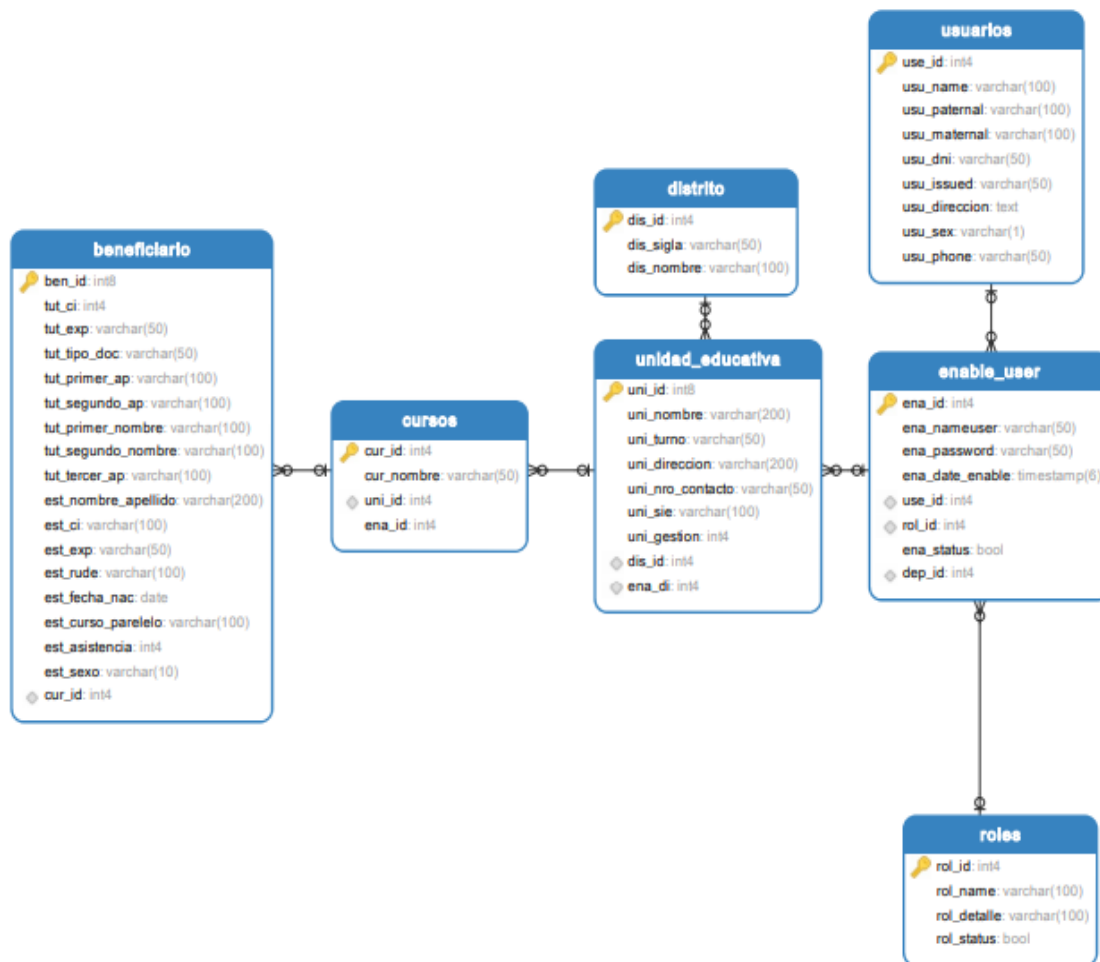 usuarios
use_id: int4
usu_name: varchar(100)
usu_paternal: varchar(100)
usu_maternal: varchar(100)
usu_dni: varchar(50)
usu_issued: varchar(50)
usu_direccion: text
usu_sex: varchar(1)
usu_phone: varchar(50)
distrito
dis_id: int4
dis_sigla: varchar(50)
dis_nombre: varchar(100)
beneficiario
ben_id: int8
tut_ci: int4
tut_exp: varchar(50)
tut_tipo_doc: varchar(50)
tut_primer_ap: varchar(100)
tut_segundo_ap: varchar(100)
tut_primer_nombre: varchar(100)
tut_segundo_nombre: varchar(100)
tut_tercer_ap: varchar(100)
est_nombre_apellido: varchar(200)
est_ci: varchar(100)
est_exp: varchar(50)
est_rude: varchar(100)
est_fecha_nac: date
est_curso_parelelo: varchar(100)
est_asistencia: int4
est_sexo: varchar(10)
cur_id: int4
cursos
cur_id: int4
cur_nombre: varchar(50)
uni_id: int4
ena_id: int4
unidad_educativa
uni_id: int8
uni_nombre: varchar(200)
uni_turno: varchar(50)
uni_direccion: varchar(200)
uni_nro_contacto: varchar(50)
uni_sie: varchar(100)
uni_gestion: int4
dis_id: int4
ena_di: int4
enable_user
ena_id: int4
ena_nameuser: varchar(50)
ena_password: varchar(50)
ena_date_enable: timestamp(6)
use_id: int4
rol_id: int4
ena_status: bool
dep_id: int4
roles
rol_id: int4
rol_name: varchar(100)
rol_detalle: varchar(100)
rol_status: bool